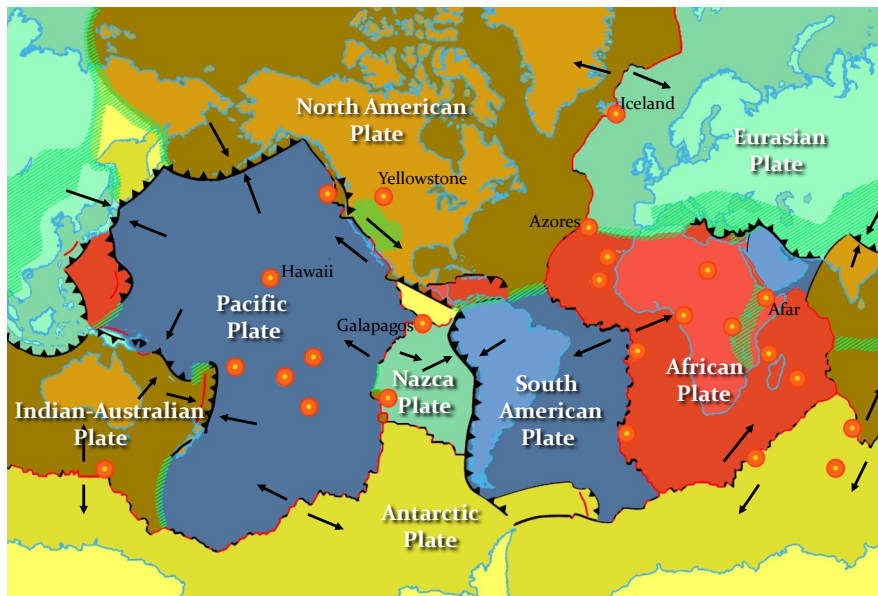 North American
Plate
Iceland
Eurasian
Plate
Yellowstone
Azores
Hawaii
Pacific
Plate
Galapagos
Afar
Nazca
Plate
African
Plate
South
American
Plate
Indian-Australian
Plate
Antarctic
Plate